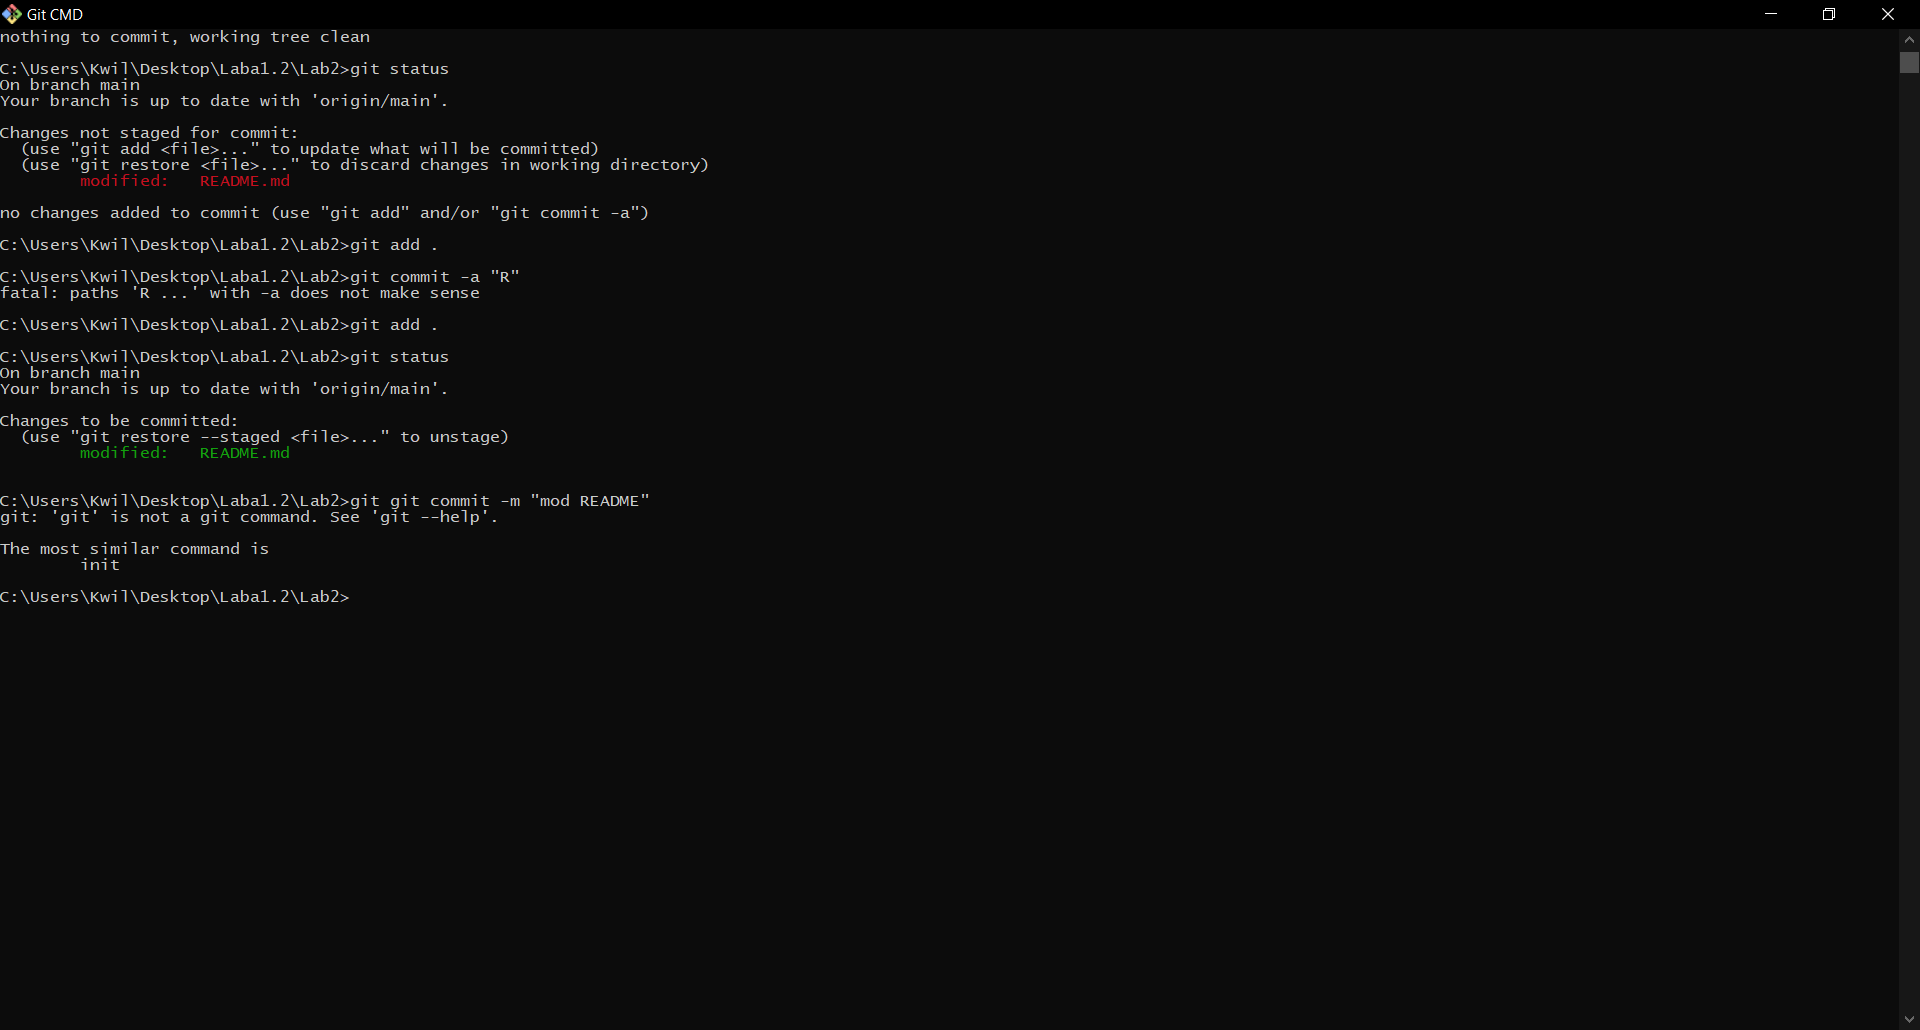 Git CMD
nothing to commit, working tree clean
C:\Users\Kwil\Desktop\Laba1.2\Lab2>git status
On branch main
Your branch is up to date with 'origin/main'.
Changes not staged for commit:
  (use "git add <file>..." to update what will be committed)
  (use "git restore <file>..." to discard changes in working directory)
        modified:   README.md
no changes added to commit (use "git add" and/or "git commit -a")
C:\Users\Kwil\Desktop\Laba1.2\Lab2>git add .
C:\Users\Kwil\Desktop\Laba1.2\Lab2>git commit -a "R"
fatal: paths 'R ...' with -a does not make sense
C:\Users\Kwil\Desktop\Laba1.2\Lab2>git add .
C:\Users\Kwil\Desktop\Laba1.2\Lab2>git status
On branch main
Your branch is up to date with 'origin/main'.
Changes to be committed:
  (use "git restore --staged <file>..." to unstage)
        modified:   README.md
C:\Users\Kwil\Desktop\Laba1.2\Lab2>git git commit -m "mod README"
git: 'git' is not a git command. See 'git --help'.
The most similar command is
        init
C:\Users\Kwil\Desktop\Laba1.2\Lab2>